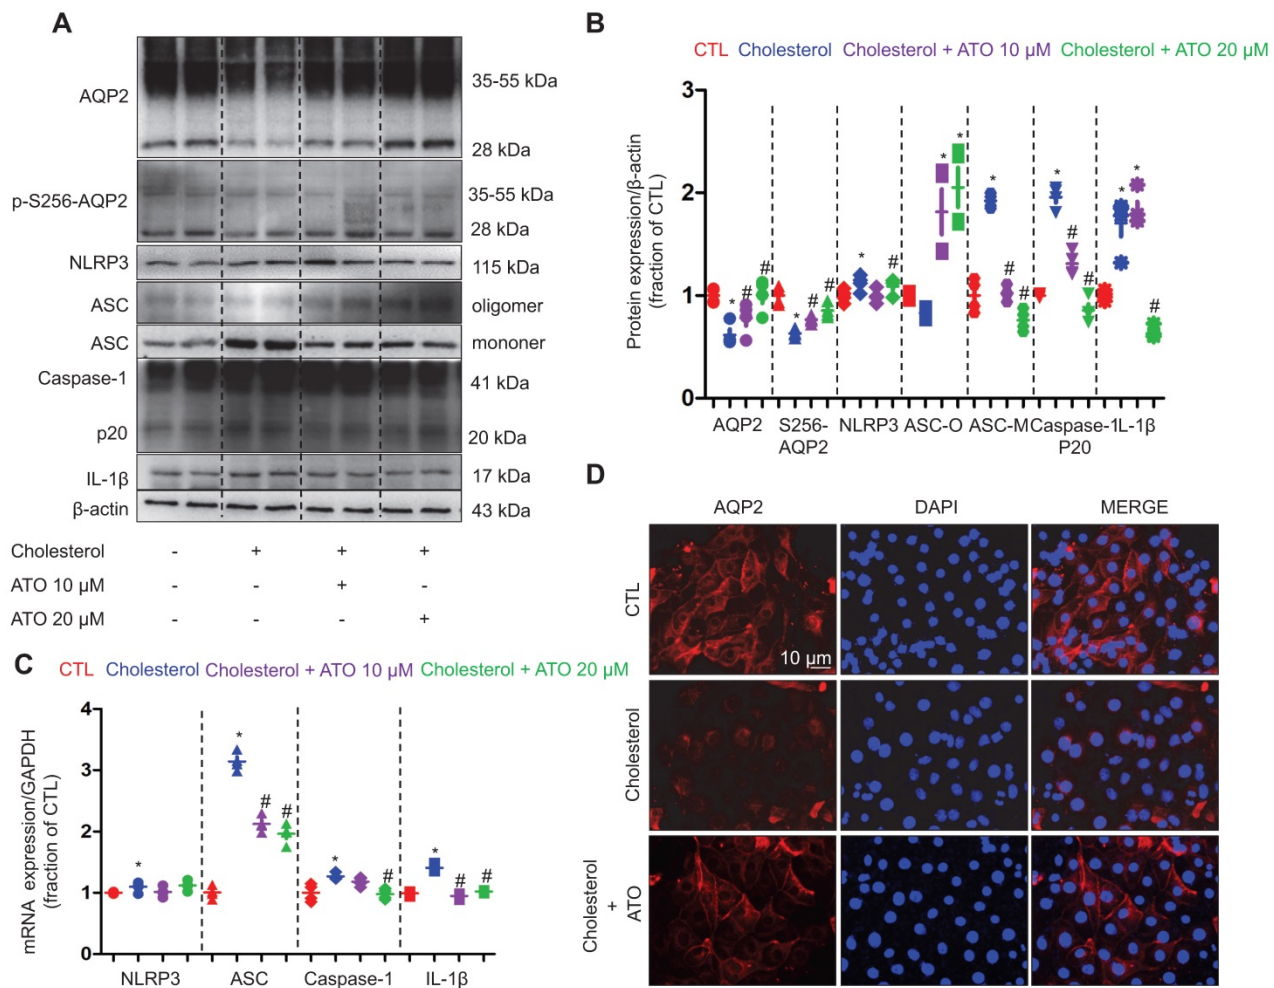 A
AQP2
35-55 kDa
28 kDa
p-S256-AQP2
35-55 kDa
28 kDa
NLRP3
115 kDa
ASC
oligomer
ASC
mononer
Caspase-1
41 kDa
p20
20 kDa
IL-1β
17 kDa
β-actin
43 kDa
Cholesterol - + + +
ATO 10 μM - - + -
ATO 20 μM - - - +
B
CTL Cholesterol Cholesterol + ATO 10 μM Cholesterol + ATO 20 μM
Protein expression/β-actin
(fraction of CTL)
3
2
1
0
* # # * # # * # * * * # # * # # * * #
AQP2 S256-AQP2 NLRP3 ASC-O ASC-M Caspase-1 P20 IL-1β
C
CTL Cholesterol Cholesterol + ATO 10 μM Cholesterol + ATO 20 μM
mRNA expression/GAPDH
(fraction of CTL)
4
3
2
1
0
* * # # * # * # #
NLRP3 ASC Caspase-1 IL-1β
D
AQP2 DAPI MERGE
CTL
10 μm
Cholesterol
Cholesterol
+
ATO